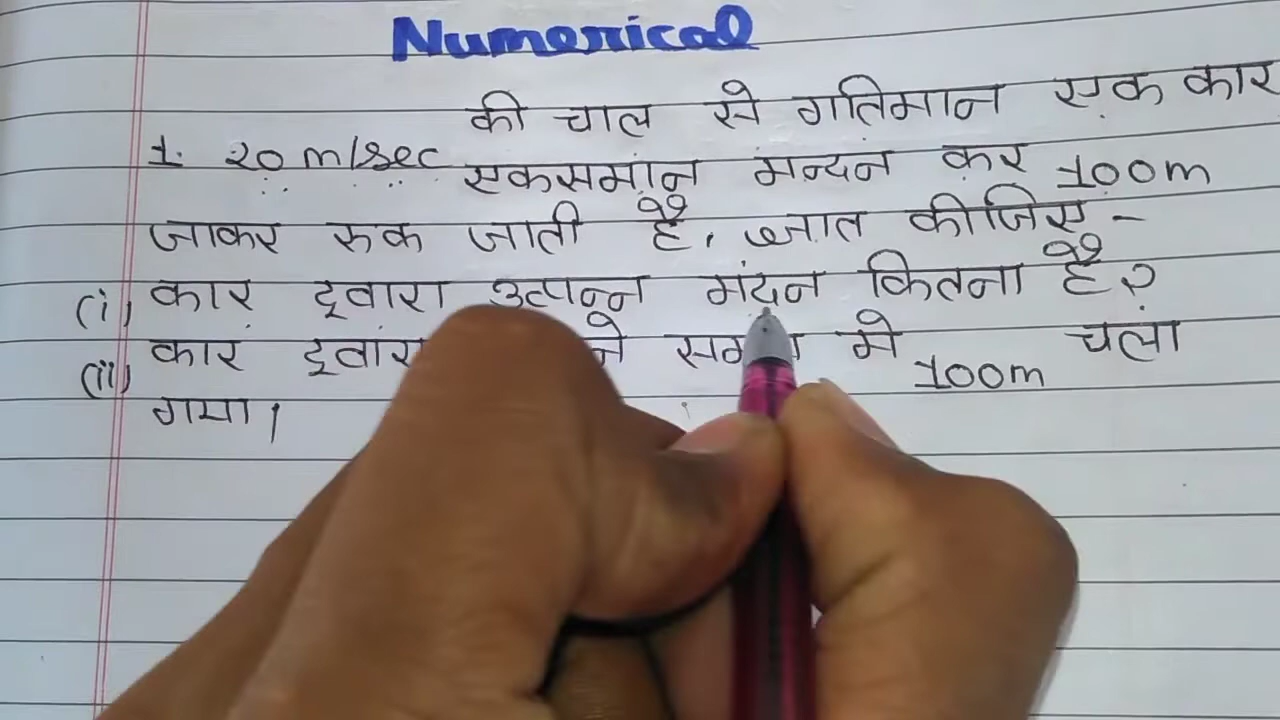 Numerical
1. 20 m/sec की चाल से गतिमान एक कार
एकसमान मन्दन कर 100m
जाकर रुक जाती है, ज्ञात कीजिए -
(i) कार द्वारा उत्पन्न मंदन कितना है?
(ii) कार द्वारा समय मे 100m चला
गया।